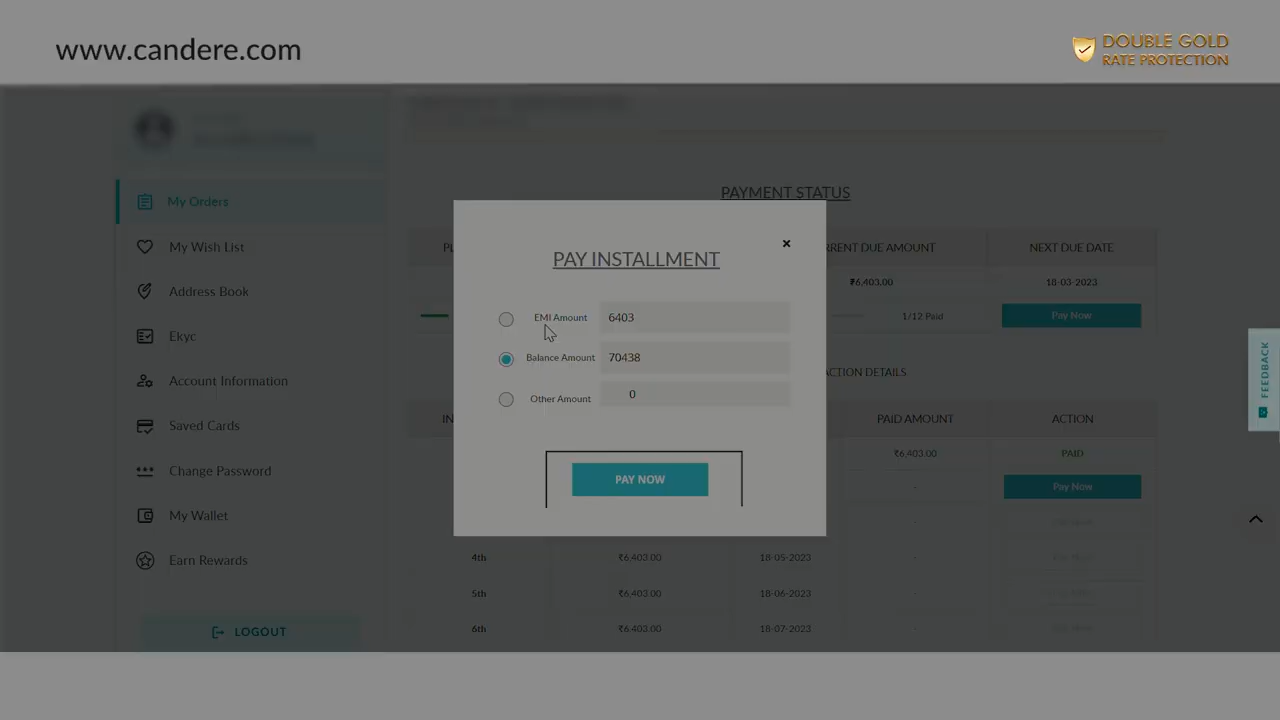 www.candere.com
DOUBLE GOLD
RATE PROTECTION
My Orders
My Wish List
Address Book
Ekyc
Account Information
Saved Cards
Change Password
My Wallet
Earn Rewards
LOGOUT
PAYMENT STATUS
DUE AMOUNT NEXT DUE DATE
₹6,403.00 18-03-2023
1/12 Paid Pay Now
PAY INSTALLMENT
×
EMI Amount 6403
Balance Amount 70438
Other Amount 0
PAY NOW
DETAILS
PAID AMOUNT ACTION
₹6,403.00 PAID
- Pay Now
-
4th ₹6,403.00 18-05-2023 -
5th ₹6,403.00 18-06-2023 -
6th ₹6,403.00 18-07-2023 -
FEEDBACK